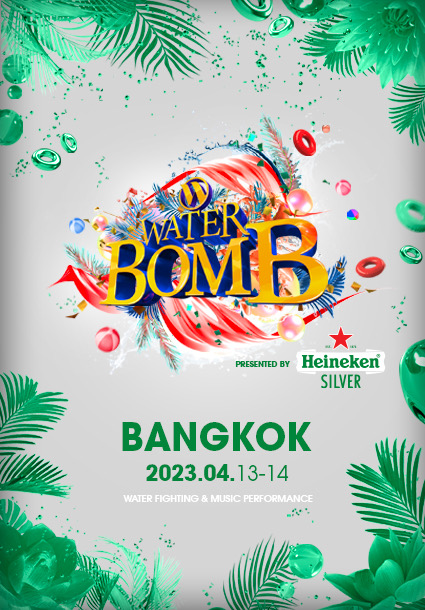 W
WATER
BOMB
PRESENTED BY
Heineken
SILVER
BANGKOK
2023.04.13-14
WATER FIGHTING & MUSIC PERFORMANCE